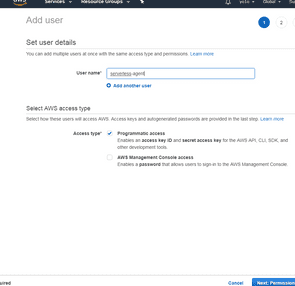 aws Services Resource Groups Global
Add user
1 2
Set user details
You can add multiple users at once with the same access type and permissions. Learn more
User name* serverless-agent
Add another user
Select AWS access type
Select how these users will access AWS. Access keys and autogenerated passwords are provided in the last step. Learn more
Access type* Programmatic access
Enables an access key ID and secret access key for the AWS API, CLI, SDK, and
other development tools.
AWS Management Console access
Enables a password that allows users to sign-in to the AWS Management Console.
uired Cancel Next: Permission